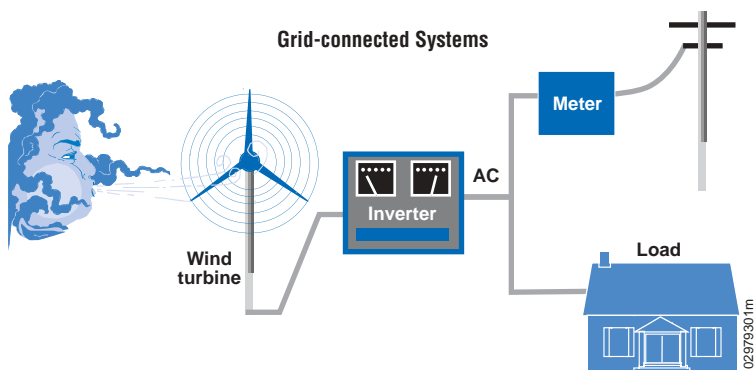 Grid-connected Systems
Meter
AC
Inverter
Wind
turbine
Load
02979301m